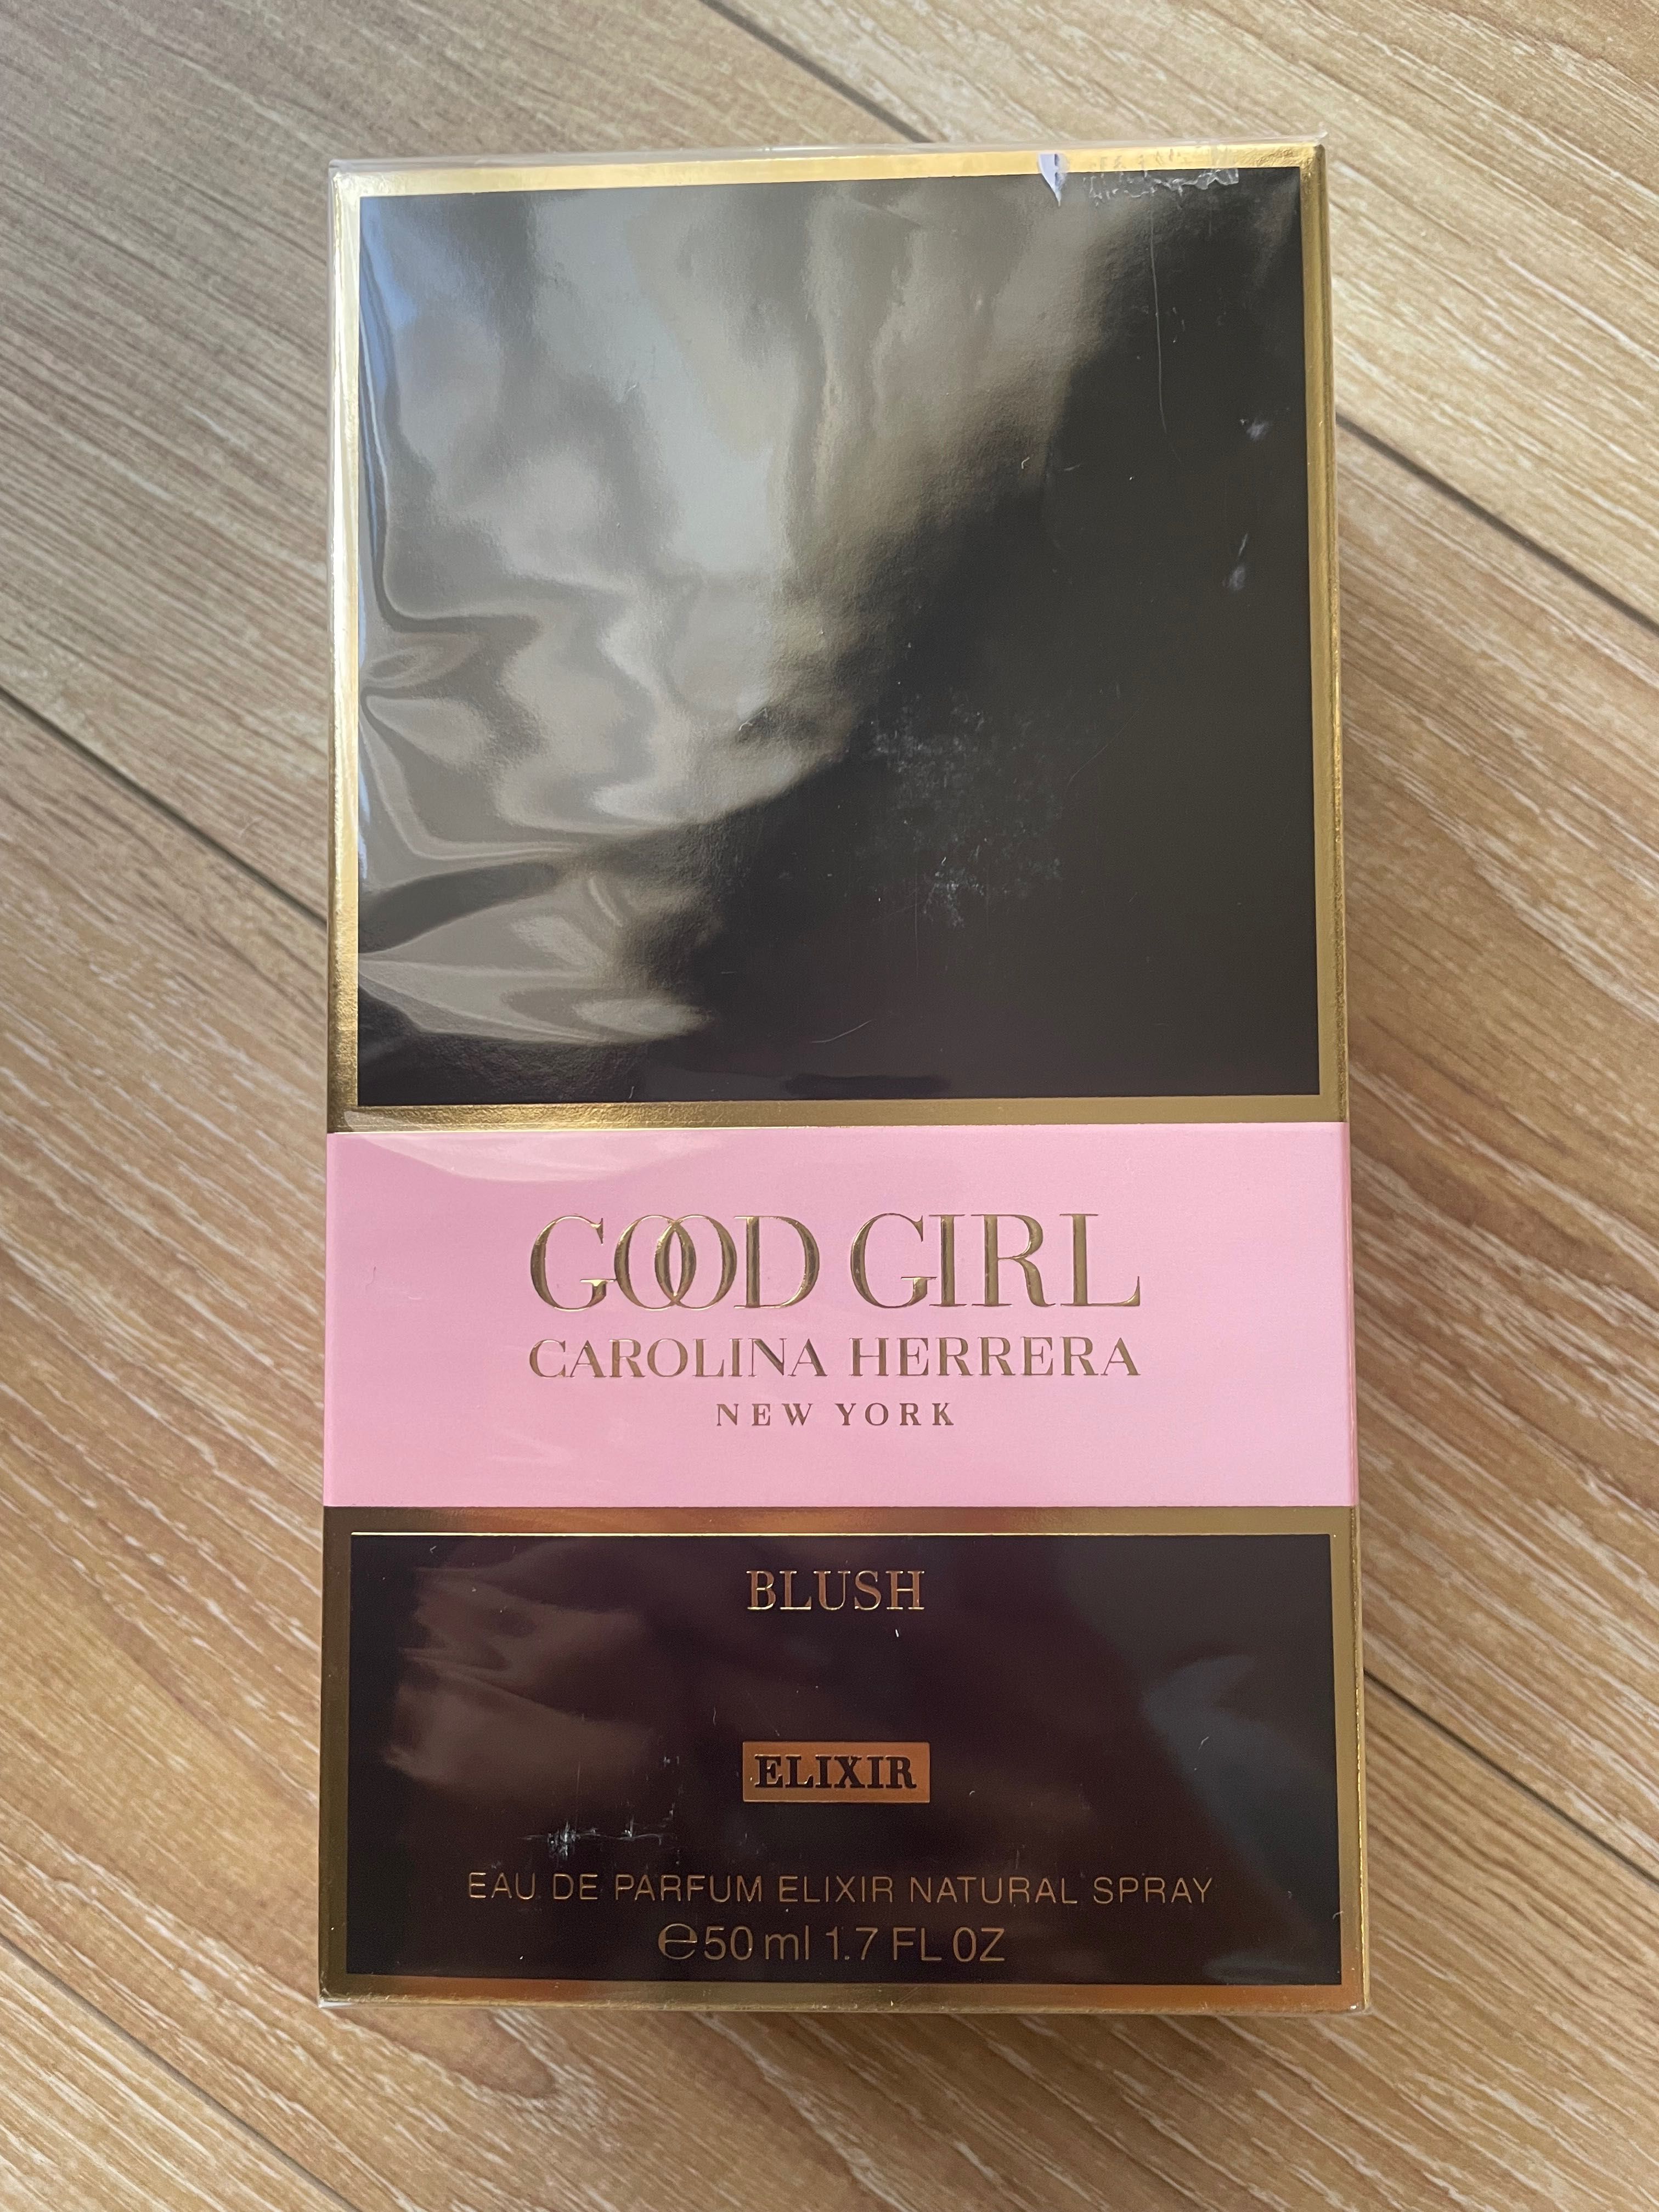 GOOD GIRL
CAROLINA HERRERA
NEW YORK
BLUSH
ELIXIR
EAU DE PARFUM ELIXIR NATURAL SPRAY
℮50 ml 1.7 FL OZ